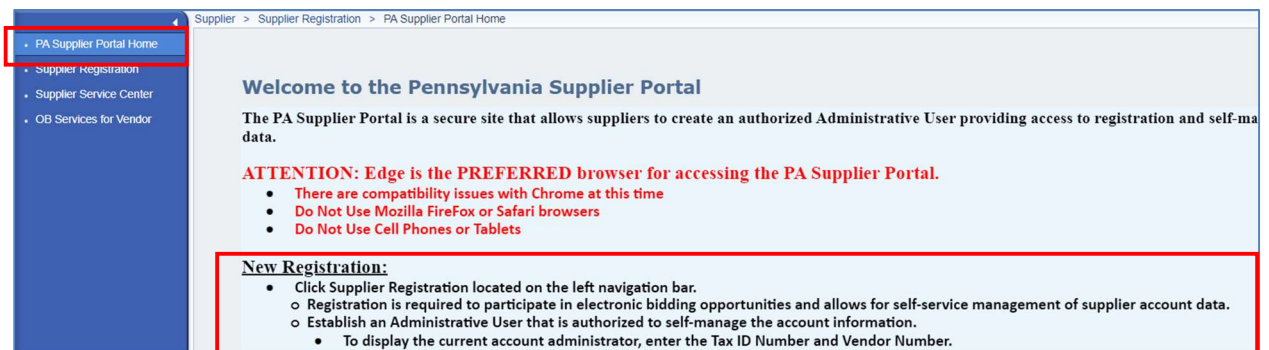 Supplier > Supplier Registration > PA Supplier Portal Home
PA Supplier Portal Home
Supplier Registration
Supplier Service Center
OB Services for Vendor
Welcome to the Pennsylvania Supplier Portal
The PA Supplier Portal is a secure site that allows suppliers to create an authorized Administrative User providing access to registration and self-ma
data.
ATTENTION: Edge is the PREFERRED browser for accessing the PA Supplier Portal.
• There are compatibility issues with Chrome at this time
• Do Not Use Mozilla FireFox or Safari browsers
• Do Not Use Cell Phones or Tablets
New Registration:
• Click Supplier Registration located on the left navigation bar.
o Registration is required to participate in electronic bidding opportunities and allows for self-service management of supplier account data.
o Establish an Administrative User that is authorized to self-manage the account information.
• To display the current account administrator, enter the Tax ID Number and Vendor Number.